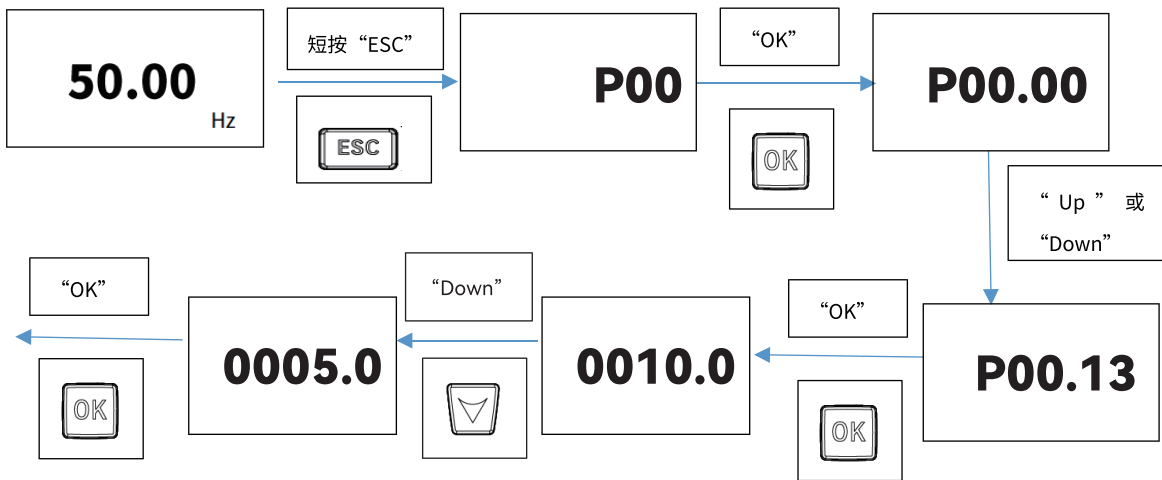 50.00
Hz
短按“ESC”
ESC
P00
“OK”
OK
P00.00
“ Up ” 或
“Down”
P00.13
“OK”
OK
0010.0
“Down”
0005.0
“OK”
OK